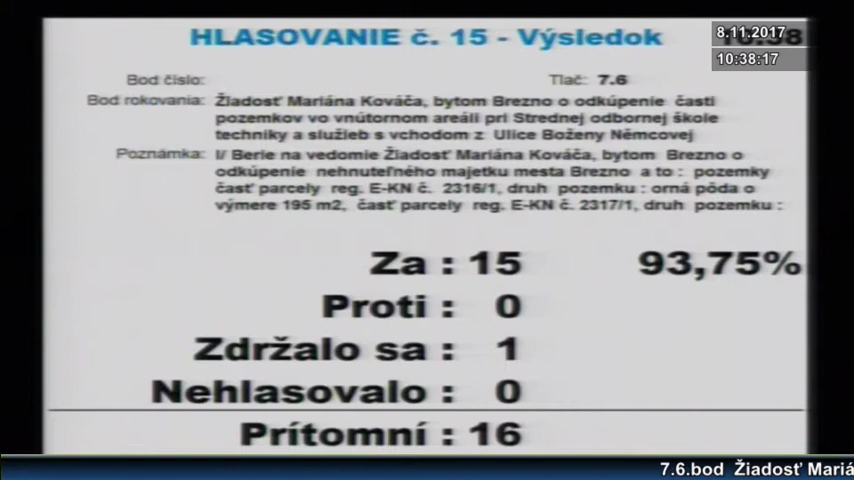 HLASOVANIE č. 15 - Výsledok
8.11.2017
10:38:17
Bod číslo: Tlač: 7.6
Bod rokovania: Žiadosť Mariána Kováča, bytom Brezno o odkúpenie časti
pozemkov vo vnútornom areáli pri Strednej odbornej škole
techniky a služieb s vchodom z Ulice Boženy Němcovej
Poznámka: I/ Berie na vedomie Žiadosť Mariána Kováča, bytom Brezno o
odkúpenie nehnuteľného majetku mesta Brezno a to : pozemky
časť parcely reg. E-KN č. 2316/1, druh pozemku : orná pôda o
výmere 195 m2, časť parcely reg. E-KN č. 2317/1, druh pozemku :
Za : 15 93,75%
Proti : 0
Zdržalo sa : 1
Nehlasovalo : 0
Prítomní : 16
7.6.bod Žiadosť Mariá